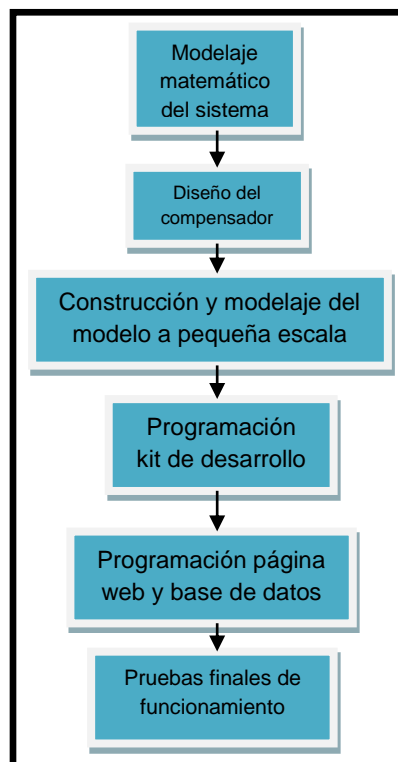 Modelaje
matemático
del sistema
Diseño del
compensador
Construcción y modelaje del
modelo a pequeña escala
Programación
kit de desarrollo
Programación página
web y base de datos
Pruebas finales de
funcionamiento